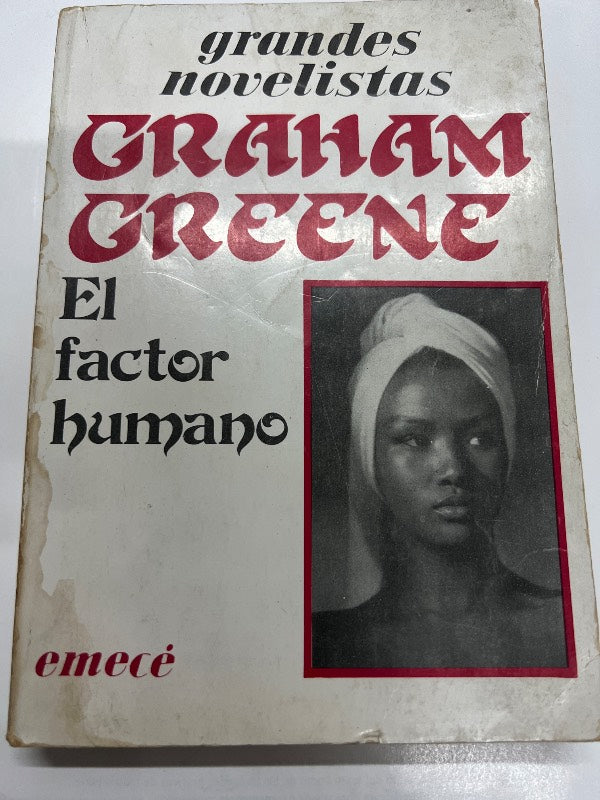 grandes
novelistas
GRAHAM
GREENE
El
factor
humano
emecé